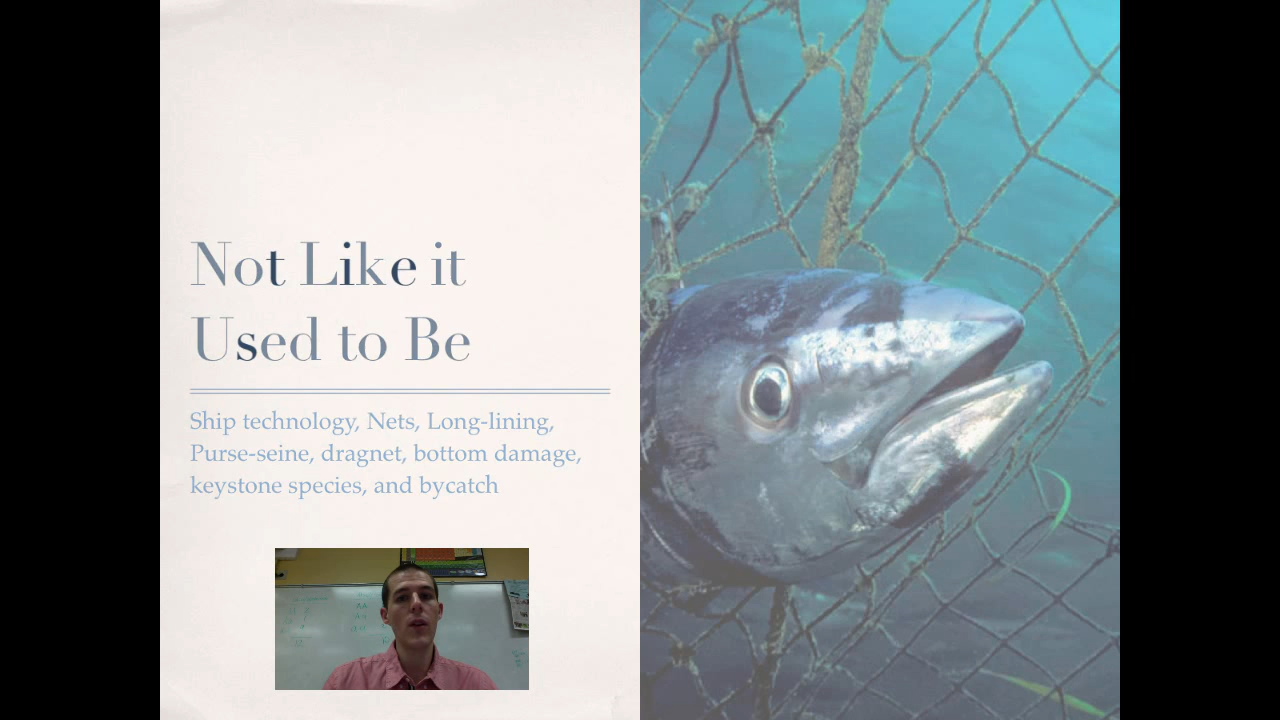 Not Like it
Used to Be
Ship technology, Nets, Long-lining,
Purse-seine, dragnet, bottom damage,
keystone species, and bycatch